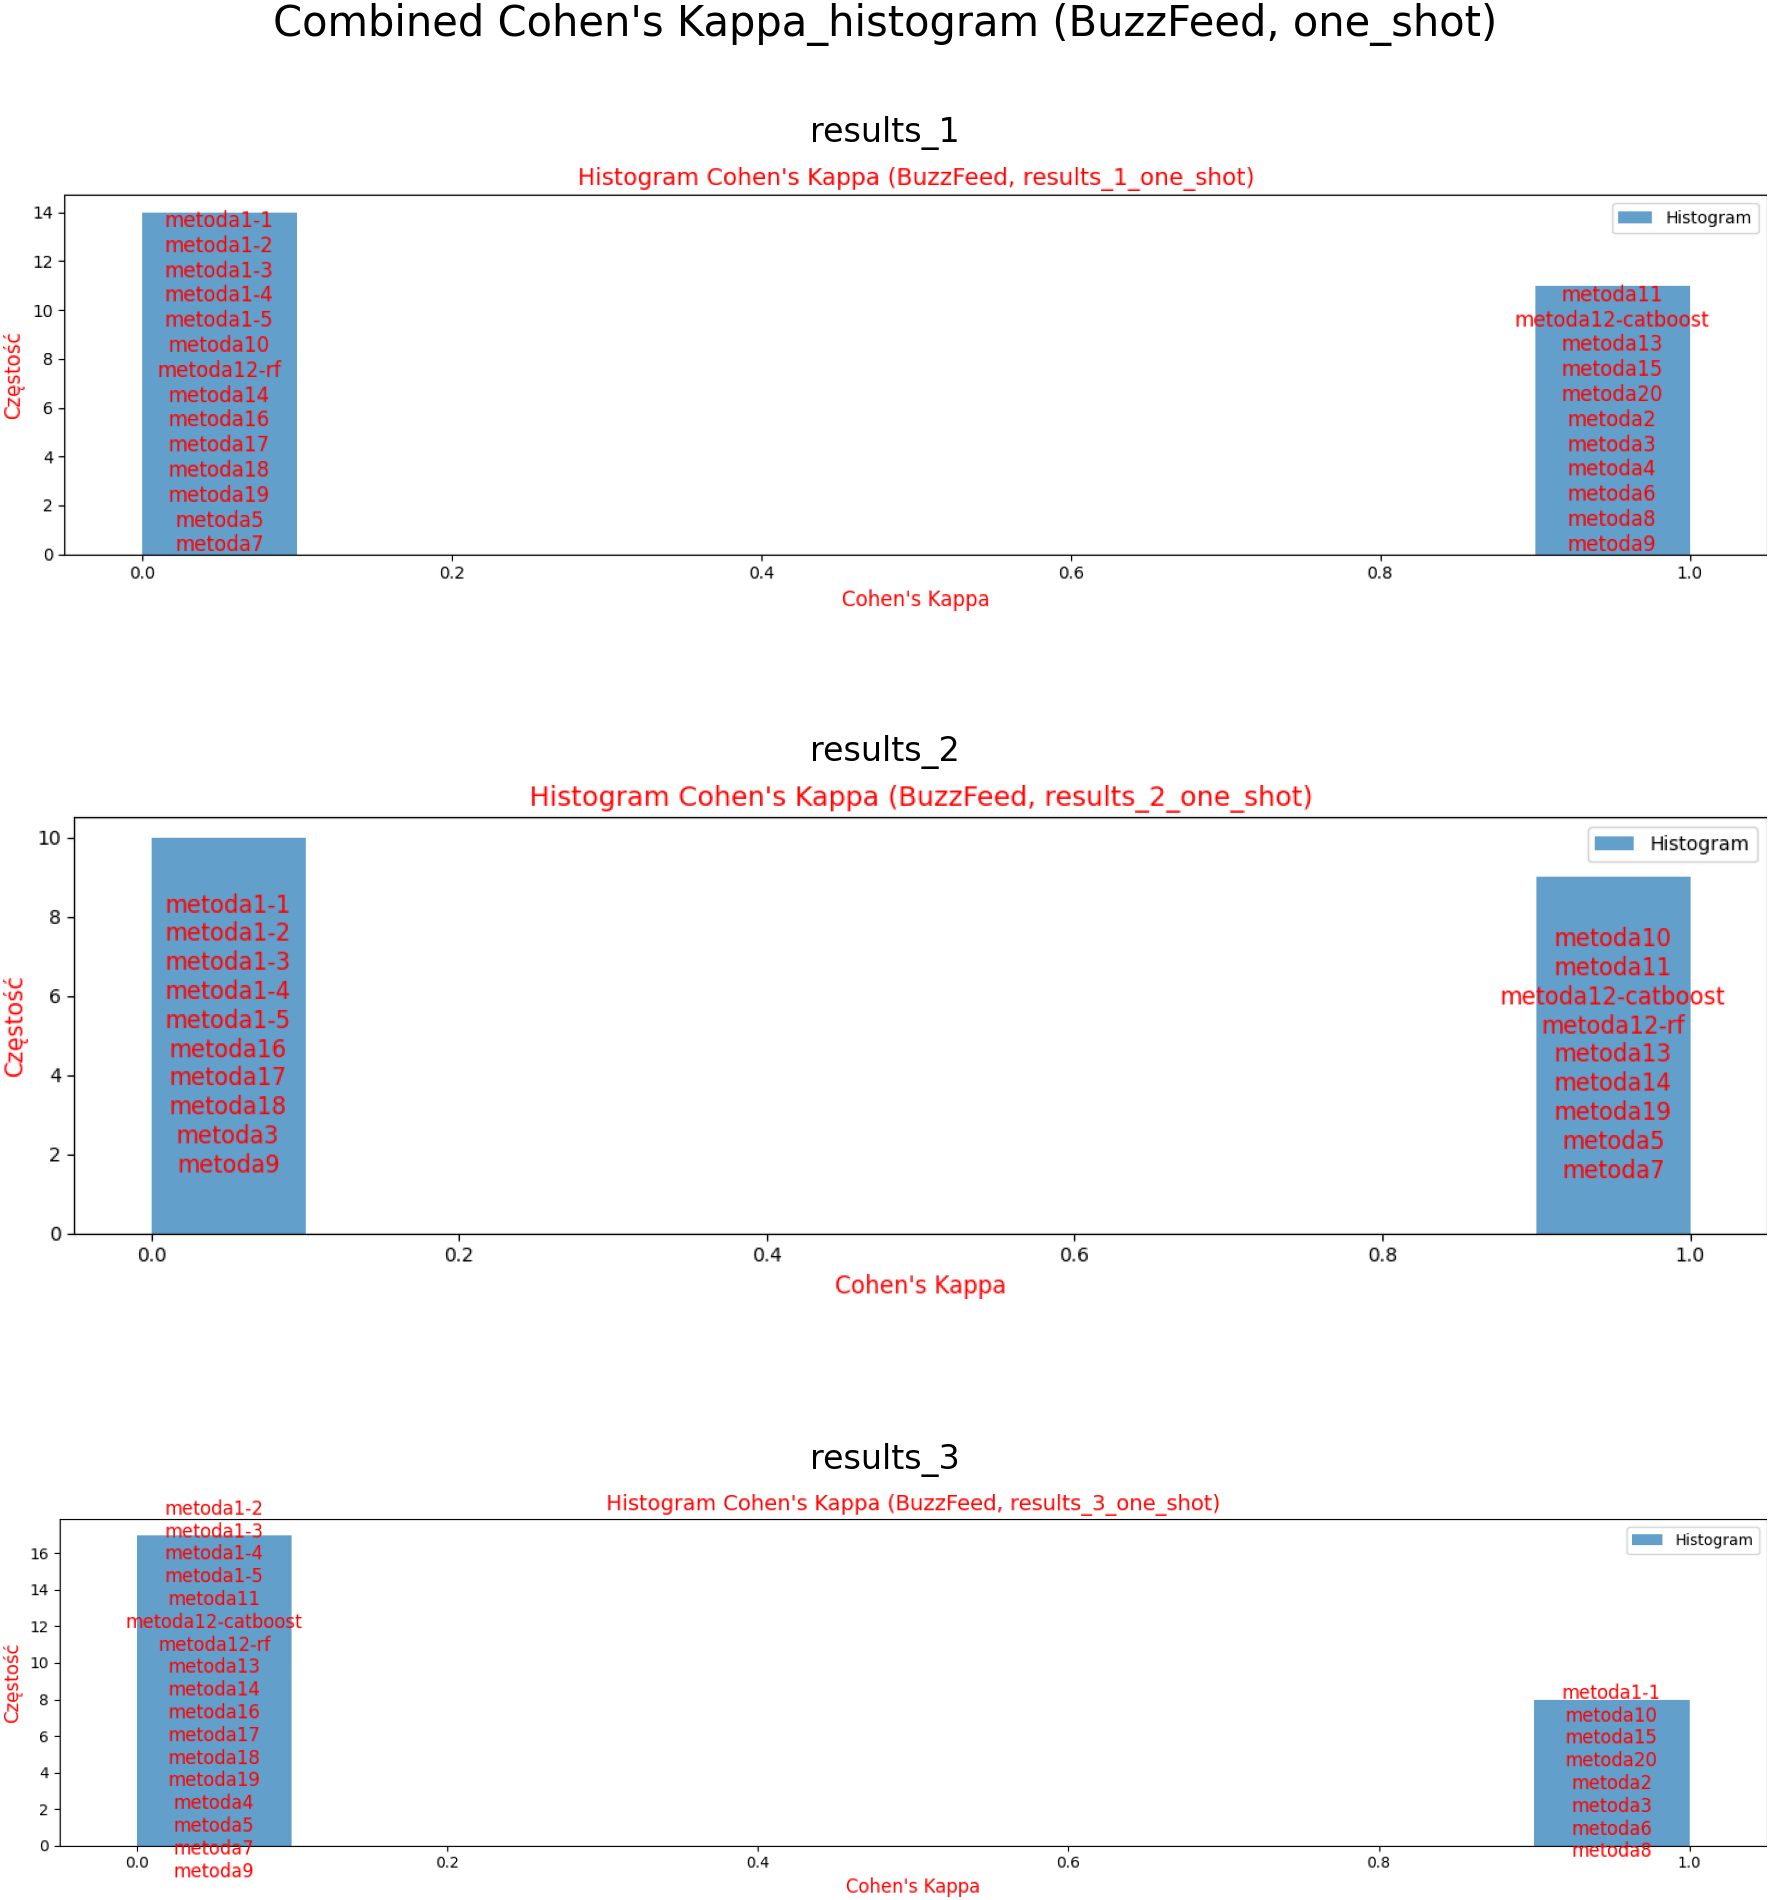 Combined Cohen's Kappa_histogram (BuzzFeed, one_shot)
results_1
Histogram Cohen's Kappa (BuzzFeed, results_1_one_shot)
Histogram
Częstość
14
12
10
8
6
4
2
0
metoda1-1
metoda1-2
metoda1-3
metoda1-4
metoda1-5
metoda10
metoda12-rf
metoda14
metoda16
metoda17
metoda18
metoda19
metoda5
metoda7
metoda11
metoda12-catboost
metoda13
metoda15
metoda20
metoda2
metoda3
metoda4
metoda6
metoda8
metoda9
0.0 0.2 0.4 0.6 0.8 1.0
Cohen's Kappa
results_2
Histogram Cohen's Kappa (BuzzFeed, results_2_one_shot)
Histogram
Częstość
10
8
6
4
2
0
metoda1-1
metoda1-2
metoda1-3
metoda1-4
metoda1-5
metoda16
metoda17
metoda18
metoda3
metoda9
metoda10
metoda11
metoda12-catboost
metoda12-rf
metoda13
metoda14
metoda19
metoda5
metoda7
0.0 0.2 0.4 0.6 0.8 1.0
Cohen's Kappa
results_3
Histogram Cohen's Kappa (BuzzFeed, results_3_one_shot)
Histogram
Częstość
16
14
12
10
8
6
4
2
0
metoda1-2
metoda1-3
metoda1-4
metoda1-5
metoda11
metoda12-catboost
metoda12-rf
metoda13
metoda14
metoda16
metoda17
metoda18
metoda19
metoda4
metoda5
metoda7
metoda9
metoda1-1
metoda10
metoda15
metoda20
metoda2
metoda3
metoda6
metoda8
0.0 0.2 0.4 0.6 0.8 1.0
Cohen's Kappa